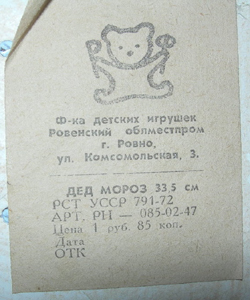 Ф-ка детских игрушек
Ровенский облместпром
г. Ровно,
ул. Комсомольская, 3.
ДЕД МОРОЗ 33,5 см
РСТ УССР 791-72
АРТ. РН — 085-02-47
Цена 1 руб. 85 коп.
Дата
ОТК